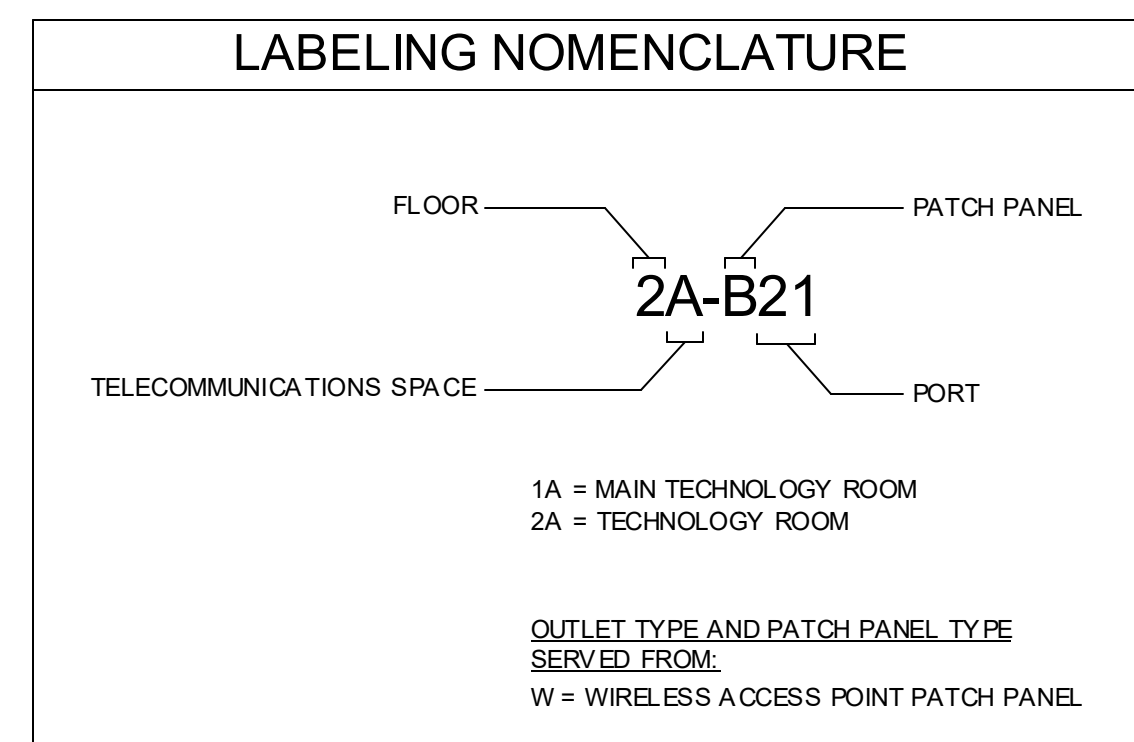 LABELING NOMENCLATURE
FLOOR
PATCH PANEL
2A-B21
TELECOMMUNICATIONS SPACE
PORT
1A = MAIN TECHNOLOGY ROOM
2A = TECHNOLOGY ROOM
OUTLET TYPE AND PATCH PANEL TYPE
SERVED FROM:
W = WIRELESS ACCESS POINT PATCH PANEL